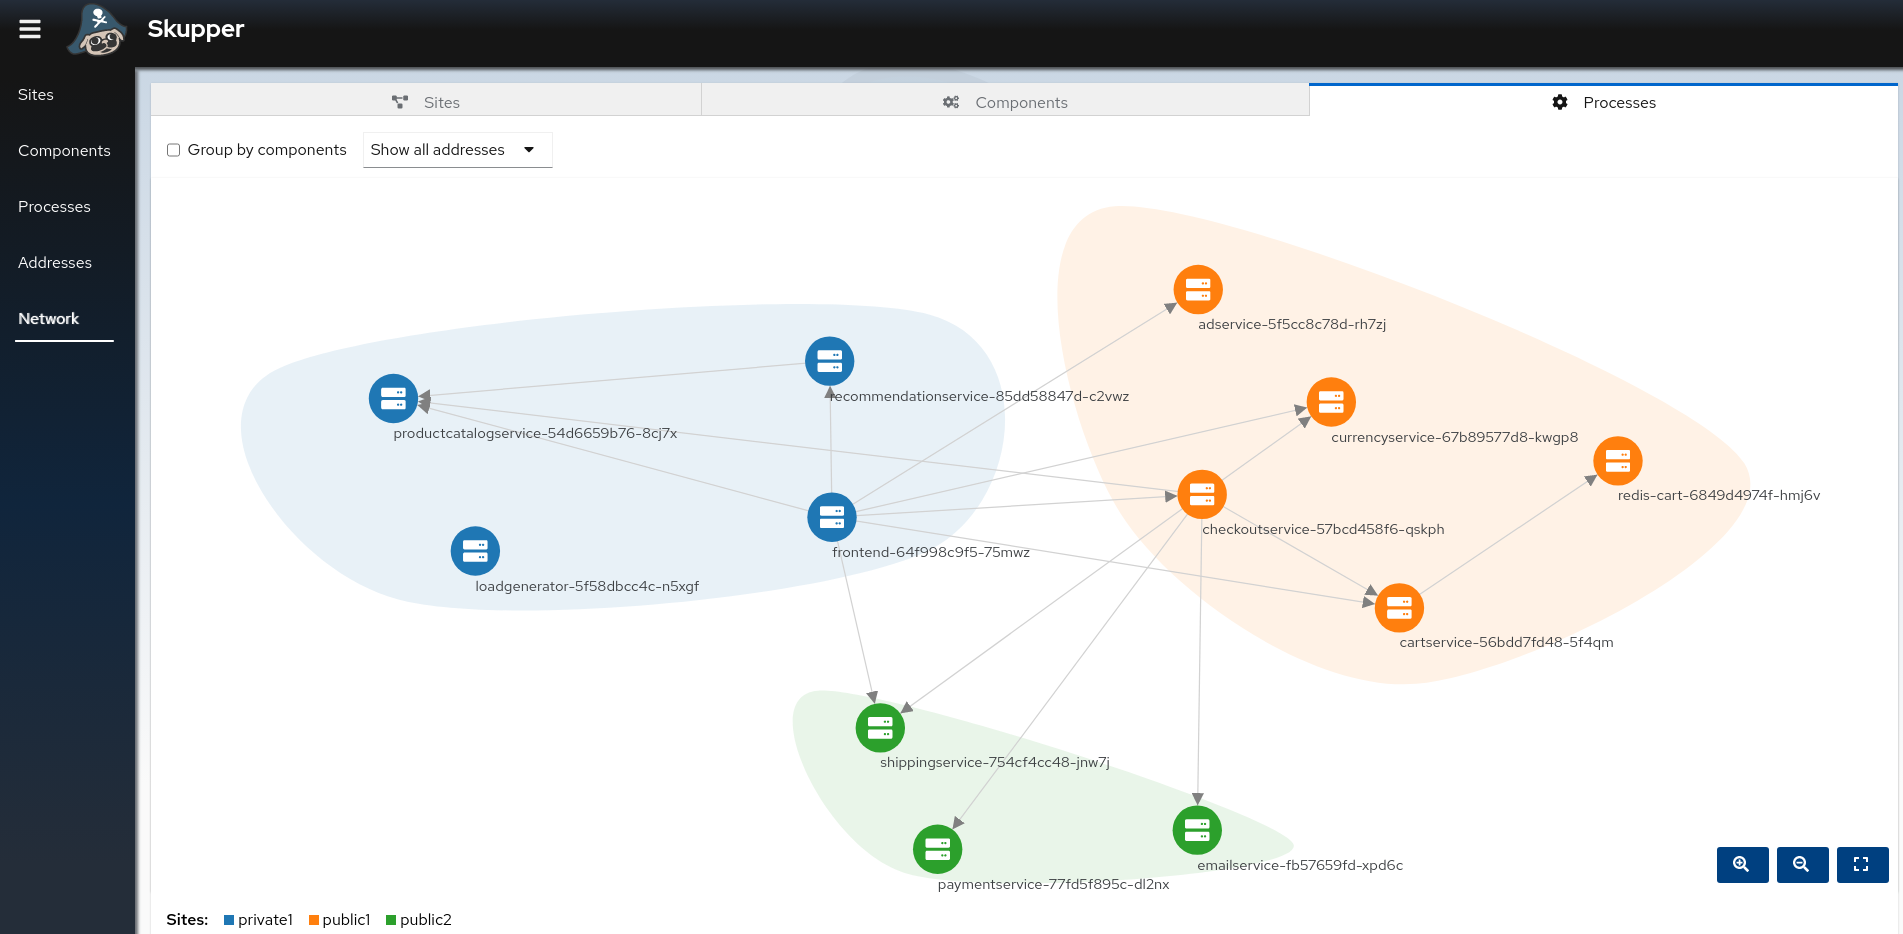 Skupper
Sites
Components
Processes
Addresses
Network
Sites
Components
Processes
Group by components
Show all addresses
adservice-5f5cc8c78d-rh7zj
recommendationservice-85dd58847d-c2vwz
productcatalogservice-54d6659b76-8cj7x
currencyservice-67b89577d8-kwgp8
redis-cart-6849d4974f-hmj6v
checkoutservice-57bcd458f6-qskph
frontend-64f998c9f5-75mwz
loadgenerator-5f58dbcc4c-n5xgf
cartservice-56bdd7fd48-5f4qm
shippingservice-754cf4cc48-jnw7j
emailservice-fb57659fd-xpd6c
paymentservice-77fd5f895c-dl2nx
Sites: private1 public1 public2